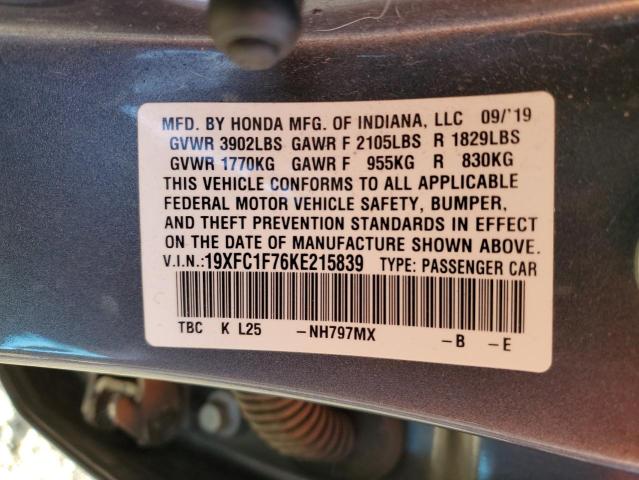 MFD. BY HONDA MFG. OF INDIANA, LLC 09/'19
GVWR 3902LBS GAWR F 2105LBS R 1829LBS
GVWR 1770KG GAWR F 955KG R 830KG
THIS VEHICLE CONFORMS TO ALL APPLICABLE
FEDERAL MOTOR VEHICLE SAFETY, BUMPER,
AND THEFT PREVENTION STANDARDS IN EFFECT
ON THE DATE OF MANUFACTURE SHOWN ABOVE.
V.I.N.:19XFC1F76KE215839 TYPE: PASSENGER CAR
TBC K L25 -NH797MX -B -E